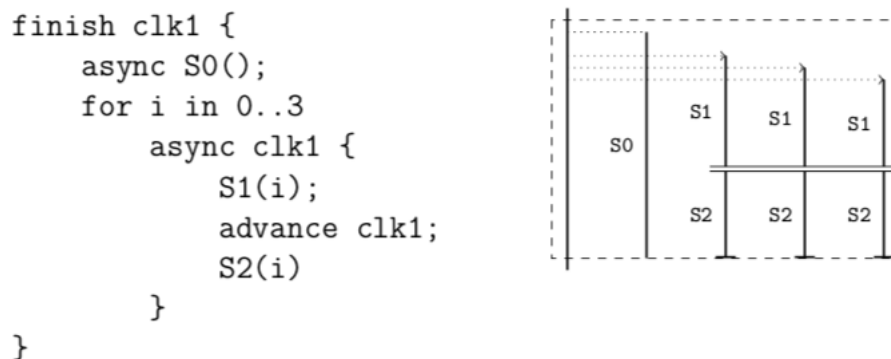 finish clk1 {
    async S0();
    for i in 0..3
        async clk1 {
            S1(i);
            advance clk1;
            S2(i)
        }
}
S1 S1 S1
S0
S2 S2 S2